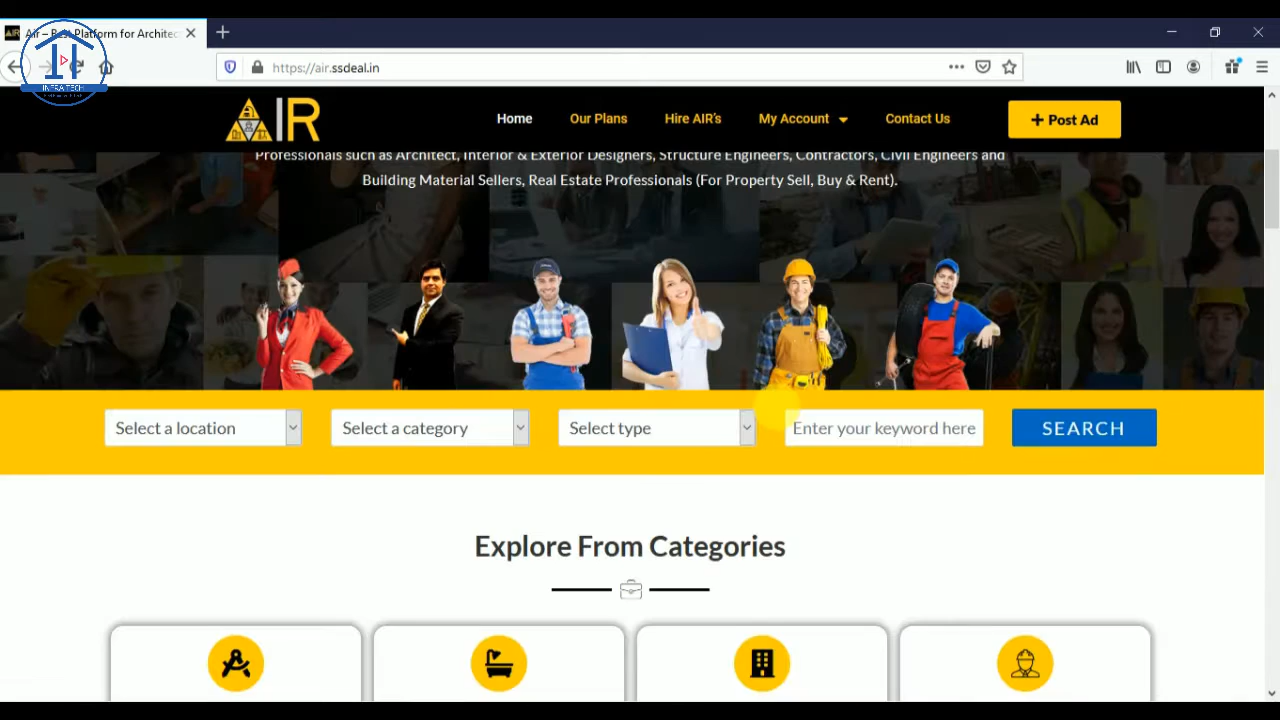 Air – Best Platform for Architec
INFRA TECH
https://air.ssdeal.in
AIR
Home
Our Plans
Hire AIR's
My Account
Contact Us
+ Post Ad
Professionals such as Architect, Interior & Exterior Designers, Structure Engineers, Contractors, Civil Engineers and
Building Material Sellers, Real Estate Professionals (For Property Sell, Buy & Rent).
Select a location
Select a category
Select type
Enter your keyword here
SEARCH
Explore From Categories